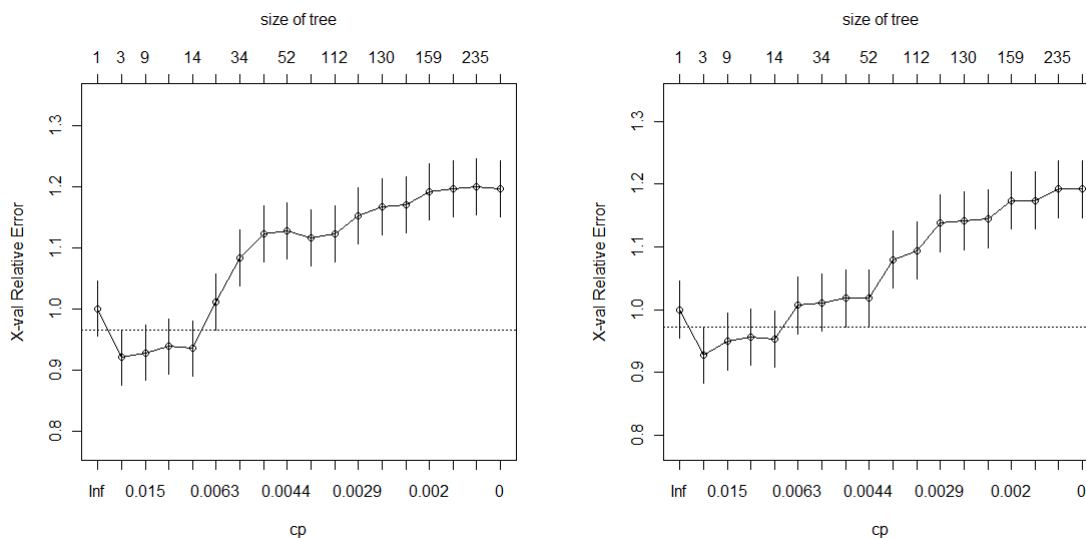 size of tree
1 3 9 14 34 52 112 130 159 235
X-val Relative Error
1.3
1.2
1.1
1.0
0.9
0.8
Inf 0.015 0.0063 0.0044 0.0029 0.002 0
cp
size of tree
1 3 9 14 34 52 112 130 159 235
X-val Relative Error
1.3
1.2
1.1
1.0
0.9
0.8
Inf 0.015 0.0063 0.0044 0.0029 0.002 0
cp